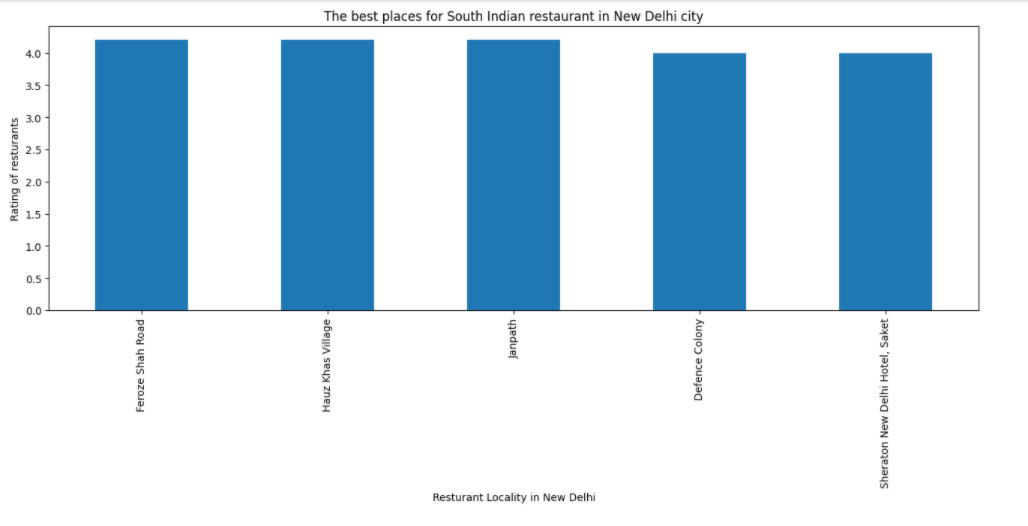 The best places for South Indian restaurant in New Delhi city
Rating of resturants
4.0
3.5
3.0
2.5
2.0
1.5
1.0
0.5
0.0
Feroze Shah Road
Hauz Khas Village
Janpath
Defence Colony
Sheraton New Delhi Hotel, Saket
Resturant Locality in New Delhi